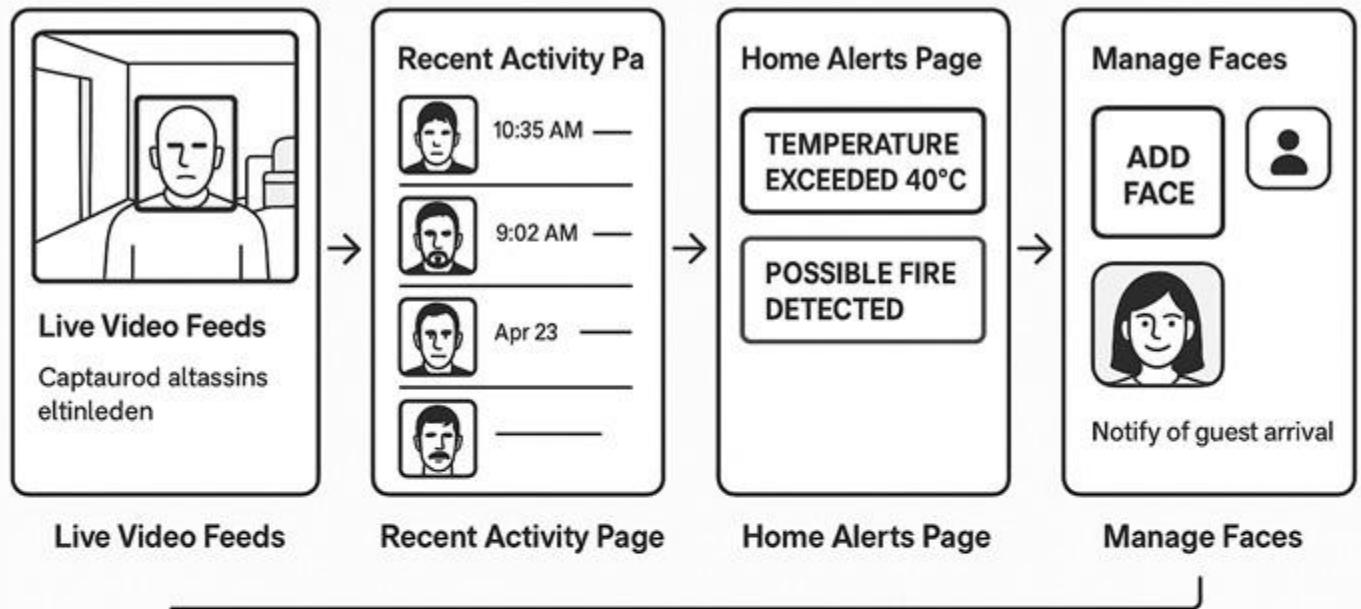 Live Video Feeds
Captaurod altassins
eltinleden
Recent Activity Pa
10:35 AM
9:02 AM
Apr 23
Home Alerts Page
TEMPERATURE
EXCEEDED 40°C
POSSIBLE FIRE
DETECTED
Manage Faces
ADD
FACE
Notify of guest arrival
Live Video Feeds
Recent Activity Page
Home Alerts Page
Manage Faces